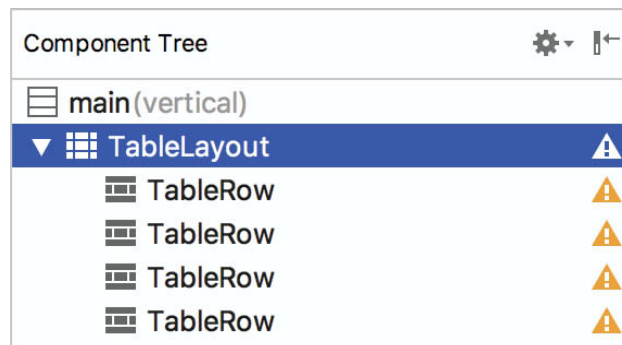 Component Tree
main(vertical)
TableLayout
TableRow
TableRow
TableRow
TableRow